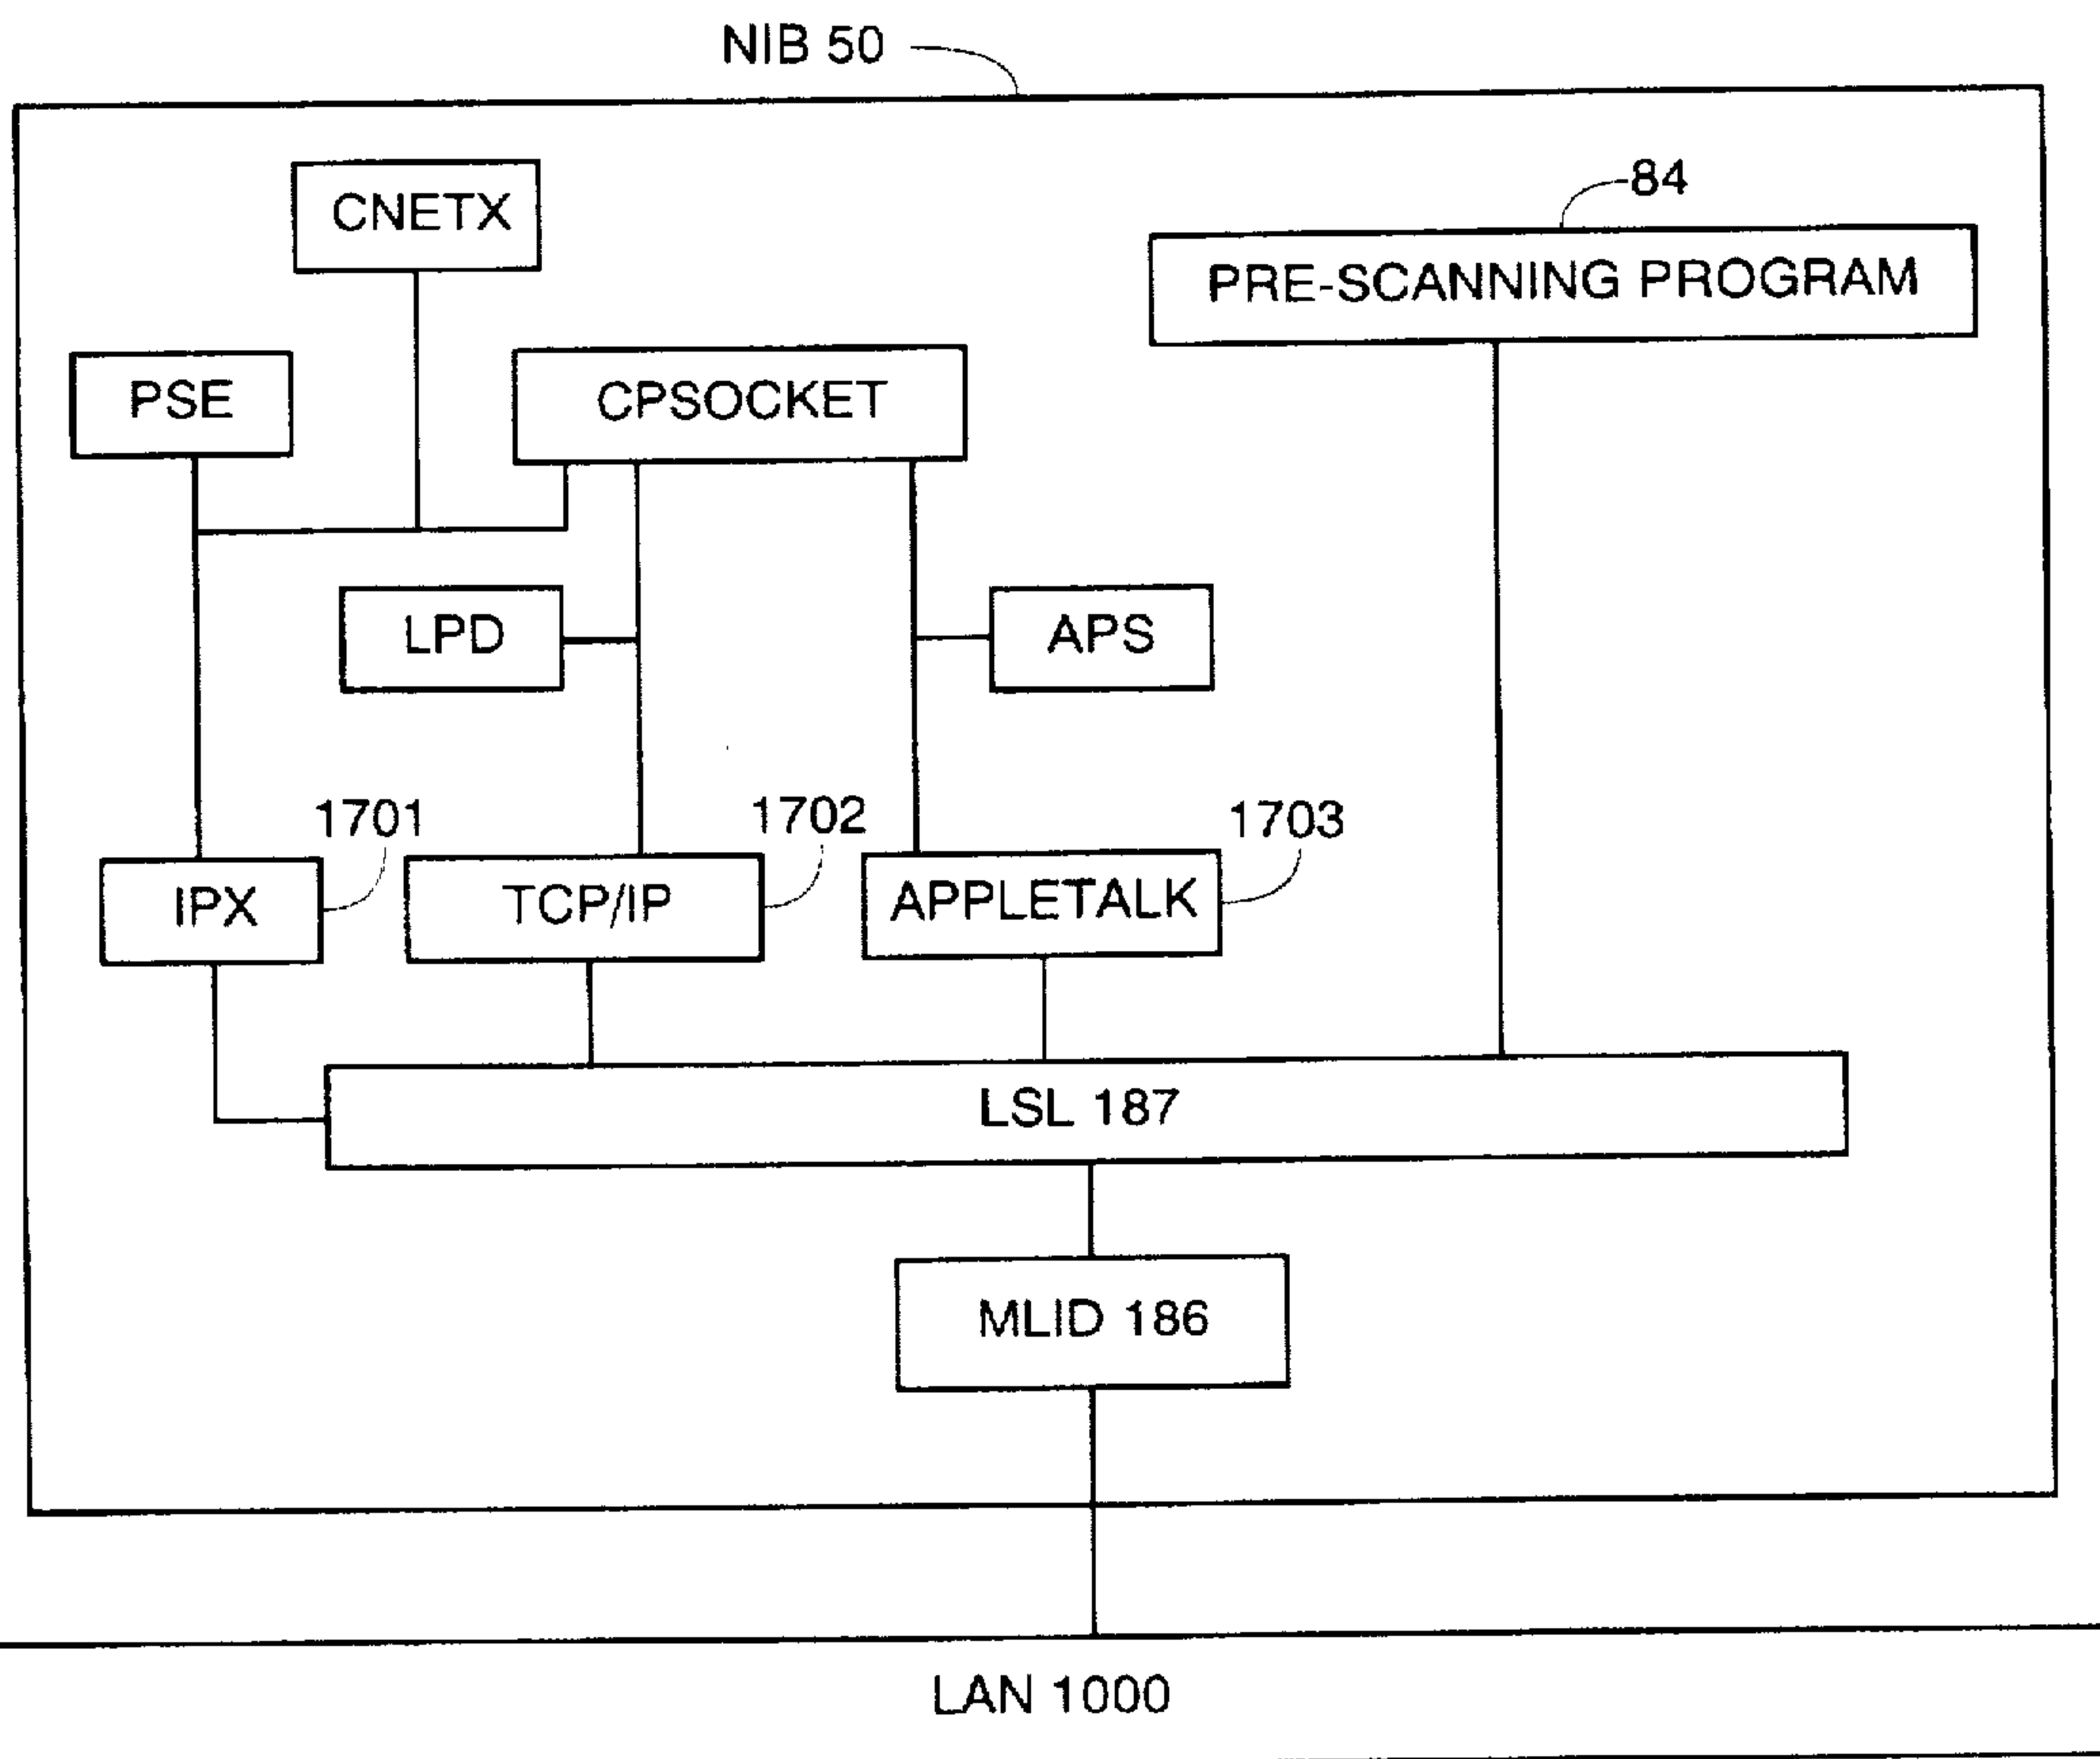 NIB 50
84
CNETX
PRE-SCANNING PROGRAM
PSE
CPSOCKET
LPD
APS
1701
1702
1703
IPX
TCP/IP
APPLETALK
LSL 187
MLID 186
LAN 1000